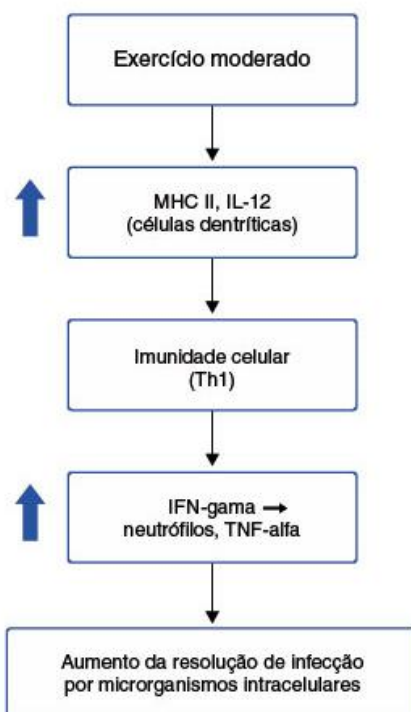 Exercício moderado
MHC II, IL-12
(células dentríticas)
Imunidade celular
(Th1)
IFN-gama →
neutrófilos, TNF-alfa
Aumento da resolução de infecção
por microrganismos intracelulares